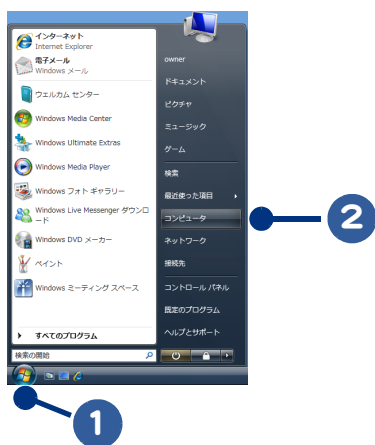 インターネット
Internet Explorer
電子メール
Windows メール
ウェルカム センター
Windows Media Center
Windows Ultimate Extras
Windows Media Player
Windows フォト ギャラリー
Windows Live Messenger ダウンロ
ード
Windows DVD メーカー
ペイント
Windows ミーティング スペース
すべてのプログラム
検索の開始
owner
ドキュメント
ピクチャ
ミュージック
ゲーム
検索
最近使った項目
コンピュータ
ネットワーク
接続先
コントロール パネル
既定のプログラム
ヘルプとサポート
2
1